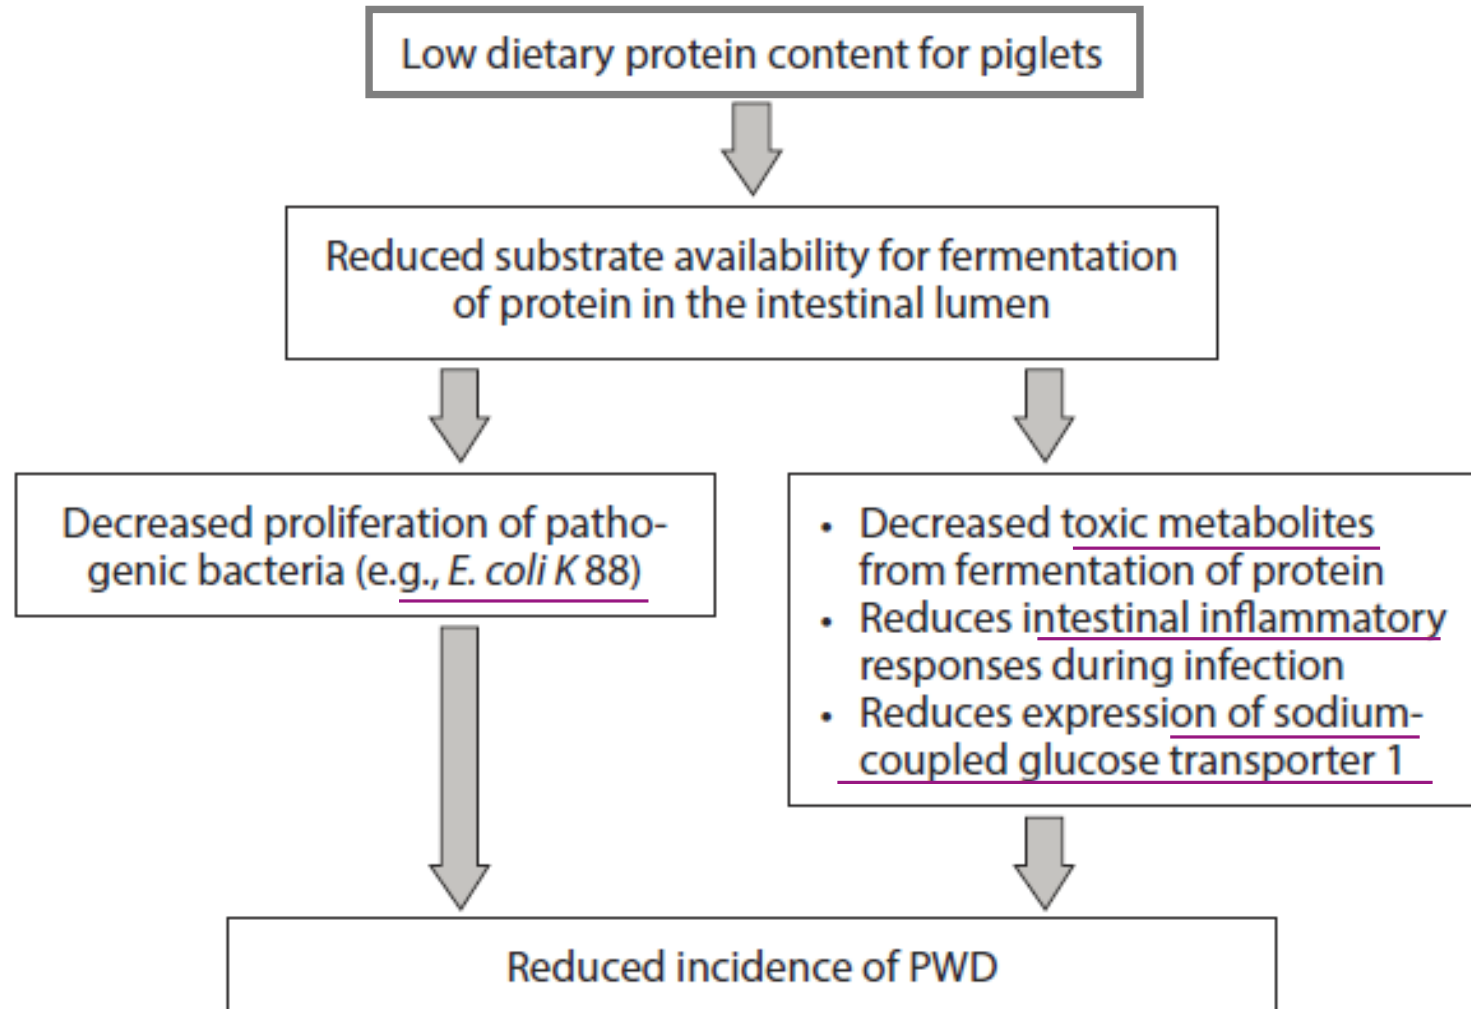 Low dietary protein content for piglets
Reduced substrate availability for fermentation
of protein in the intestinal lumen
Decreased proliferation of patho-
genic bacteria (e.g., E. coli K 88)
• Decreased toxic metabolites
from fermentation of protein
• Reduces intestinal inflammatory
responses during infection
• Reduces expression of sodium-
coupled glucose transporter 1
Reduced incidence of PWD